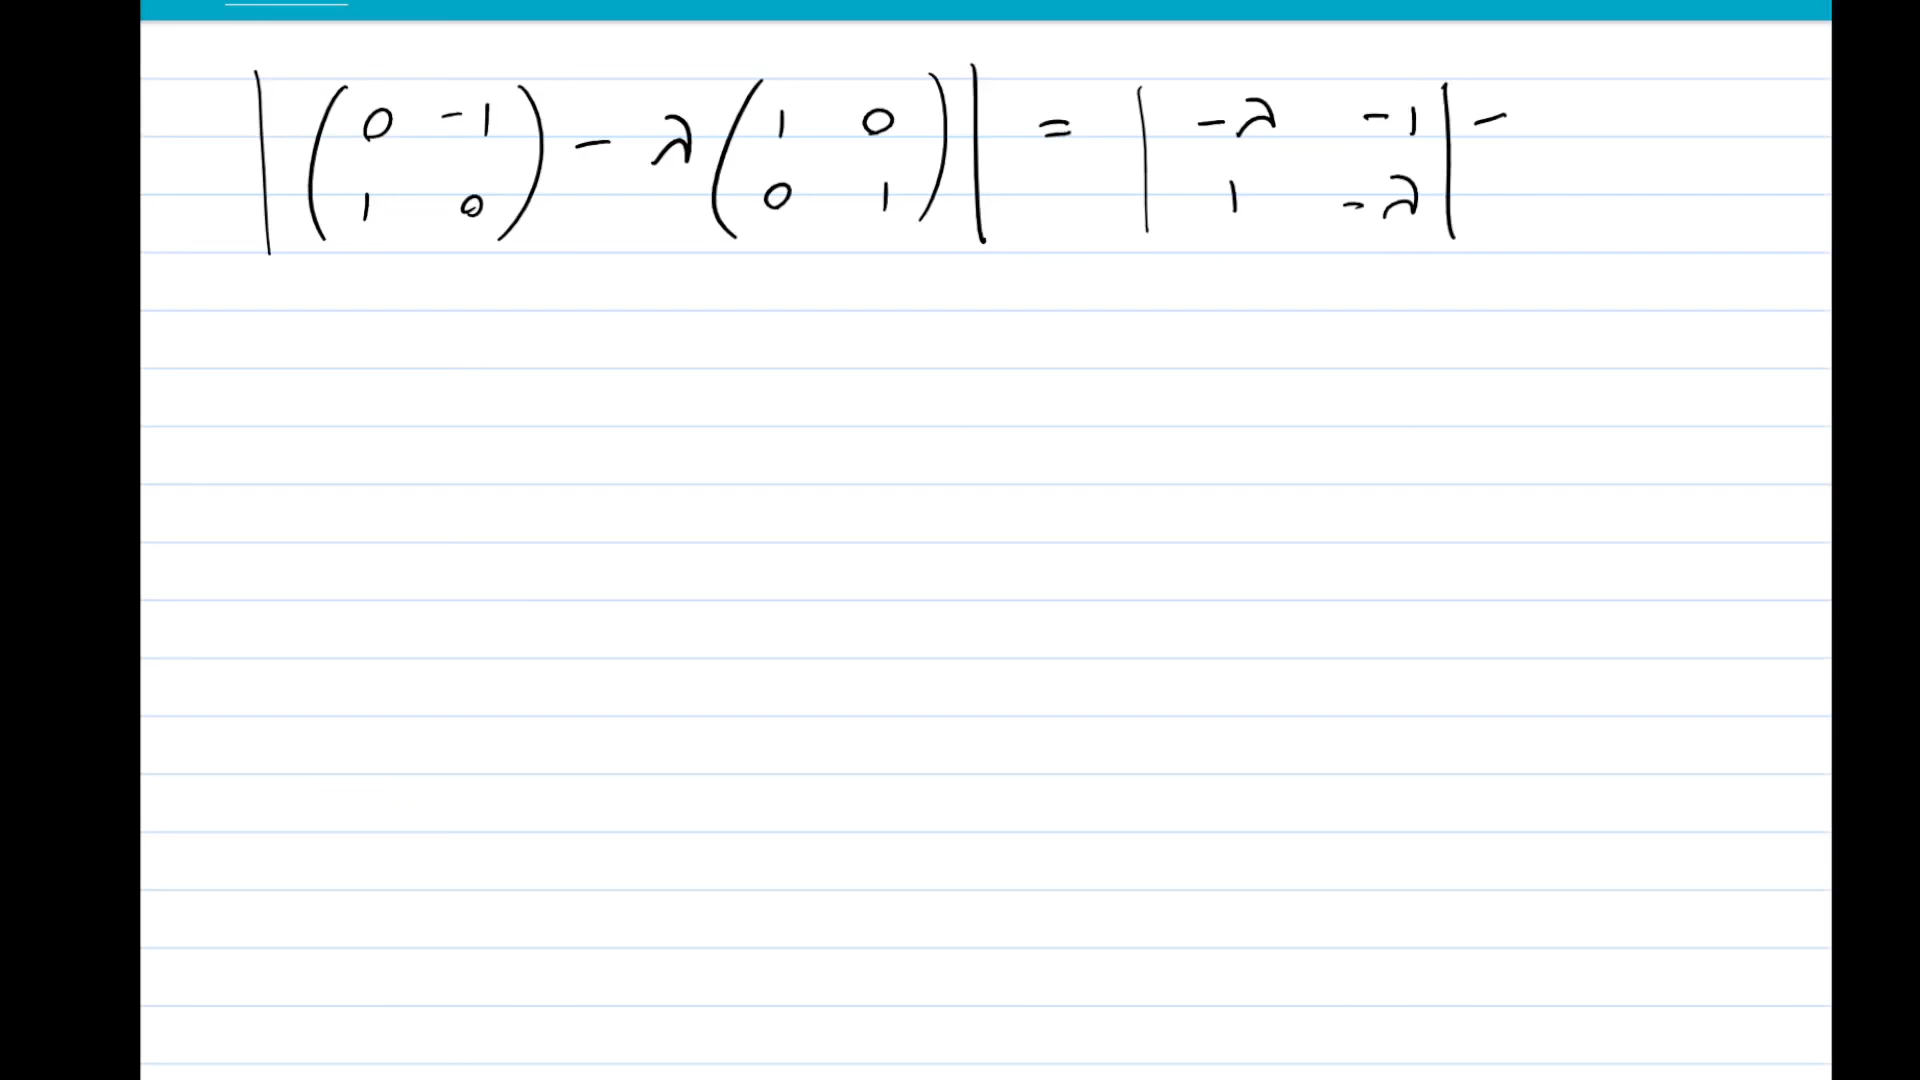 | ( 0 -1 ) - λ ( 1 0 ) | = | -λ -1 | -
| ( 1 0 ) ( 0 1 ) | | 1 -λ |